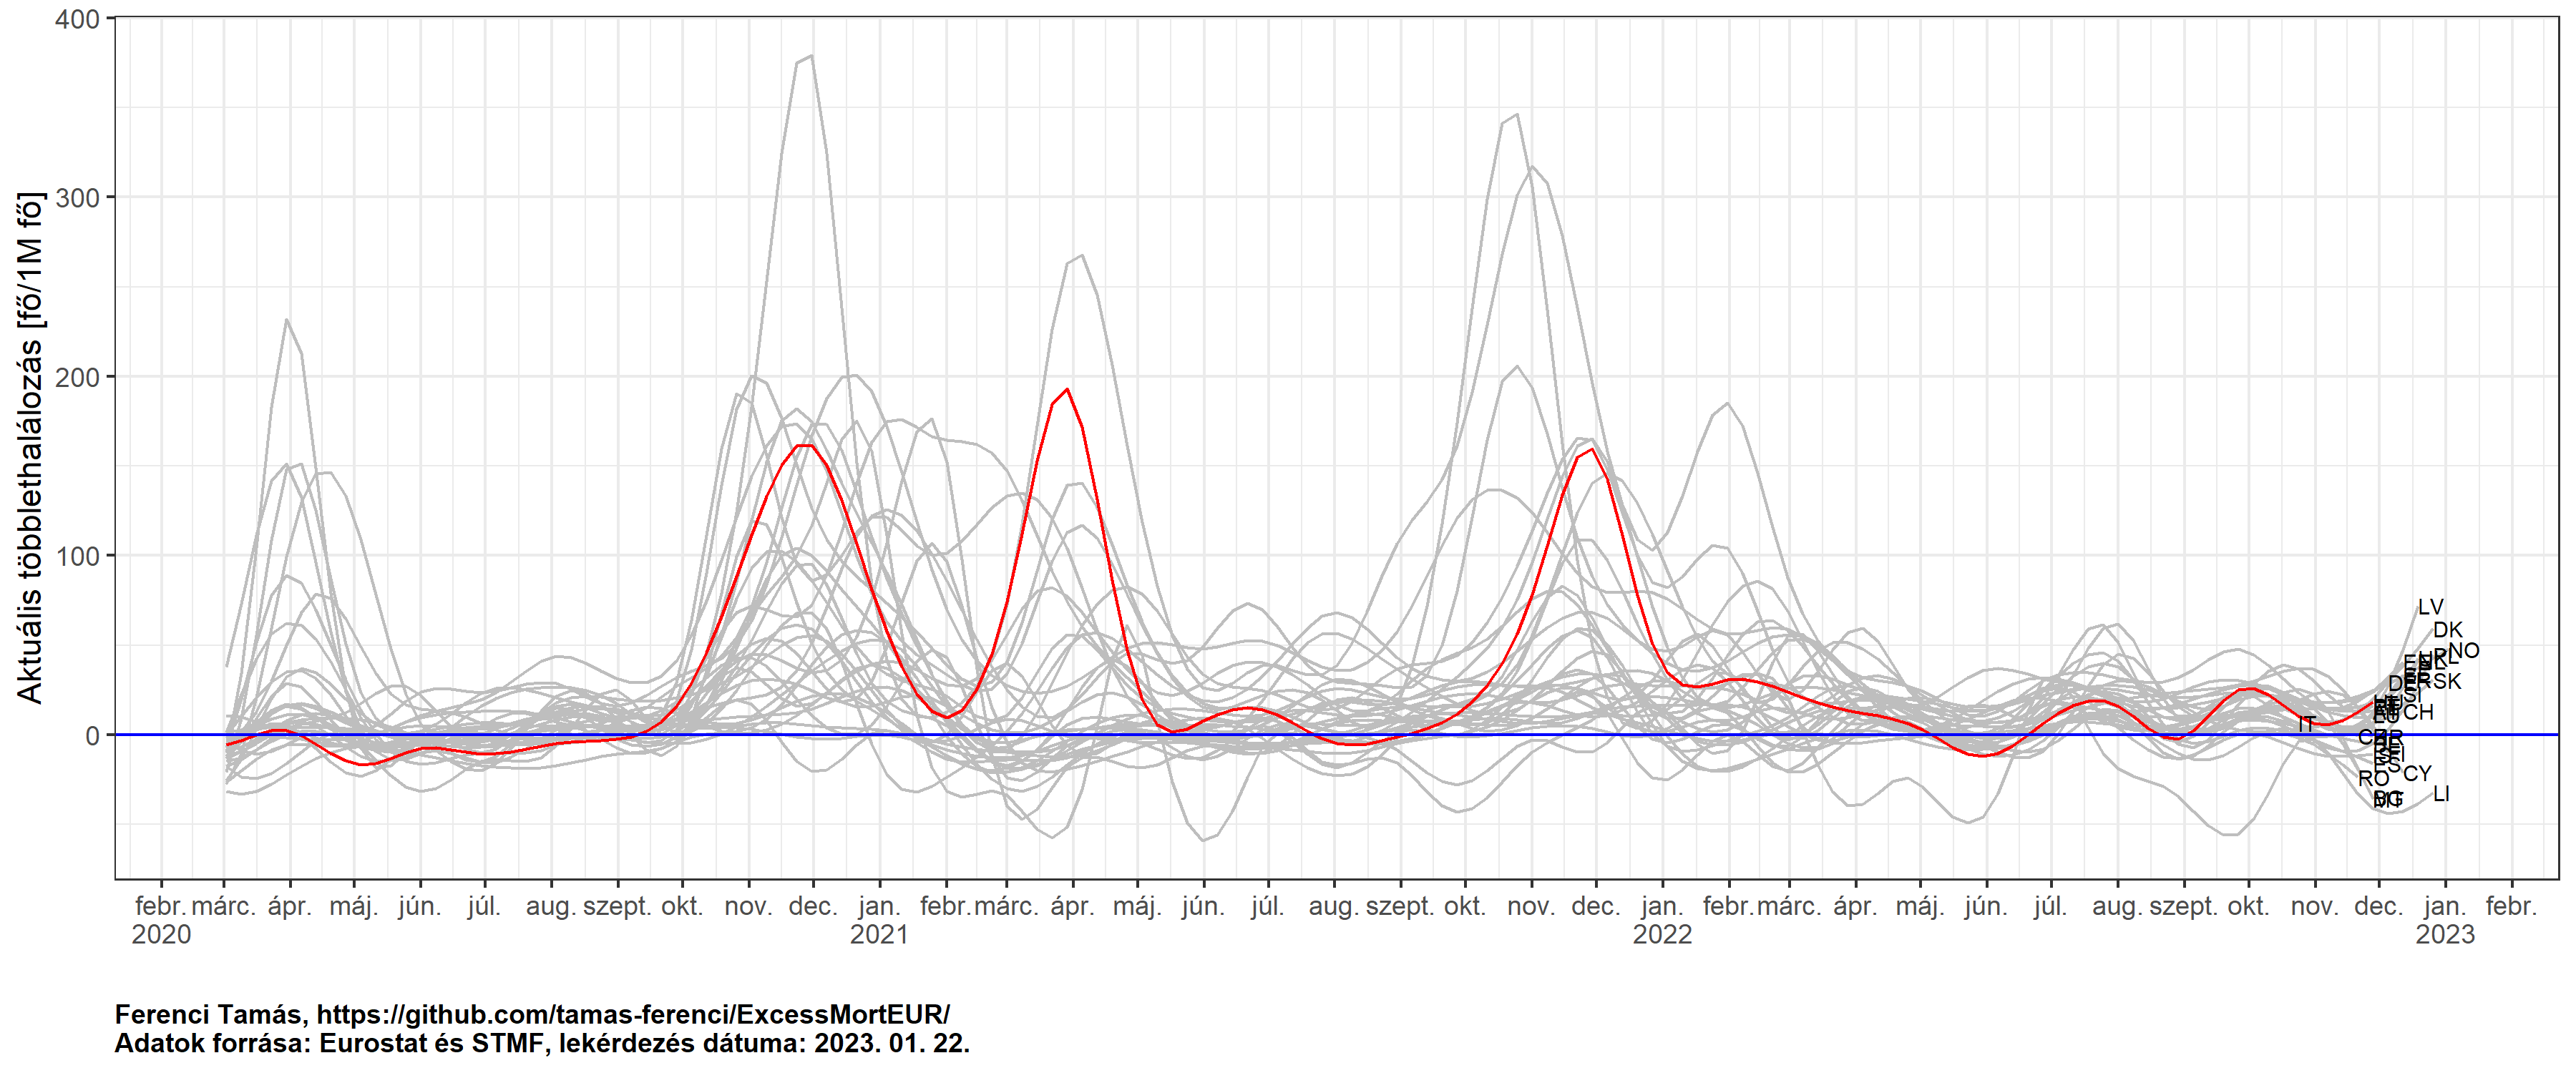 Aktuális többlethalálozás [fő/1M fő]
400
300
200
100
0
LV
DK
NO
SK
CH
IT
CY
RO
LI
febr. márc. ápr. máj. jún. júl. aug. szept. okt. nov. dec. jan. febr. márc. ápr. máj. jún. júl. aug. szept. okt. nov. dec. jan. febr. márc. ápr. máj. jún. júl. aug. szept. okt. nov. dec. jan. febr.
2020 2021 2022 2023
Ferenci Tamás, https://github.com/tamas-ferenci/ExcessMortEUR/
Adatok forrása: Eurostat és STMF, lekérdezés dátuma: 2023. 01. 22.